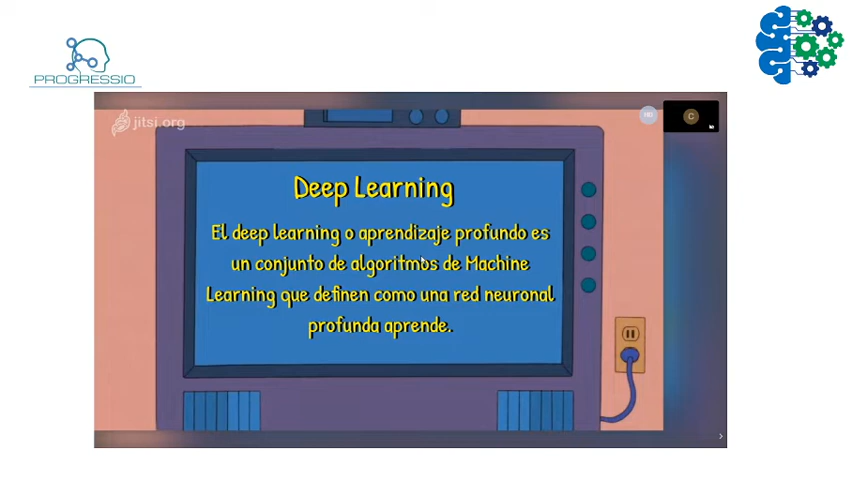 PROGRESSIO
jitsi.org
HD
C
Deep Learning
El deep learning o aprendizaje profundo es
un conjunto de algoritmos de Machine
Learning que definen como una red neuronal
profunda aprende.